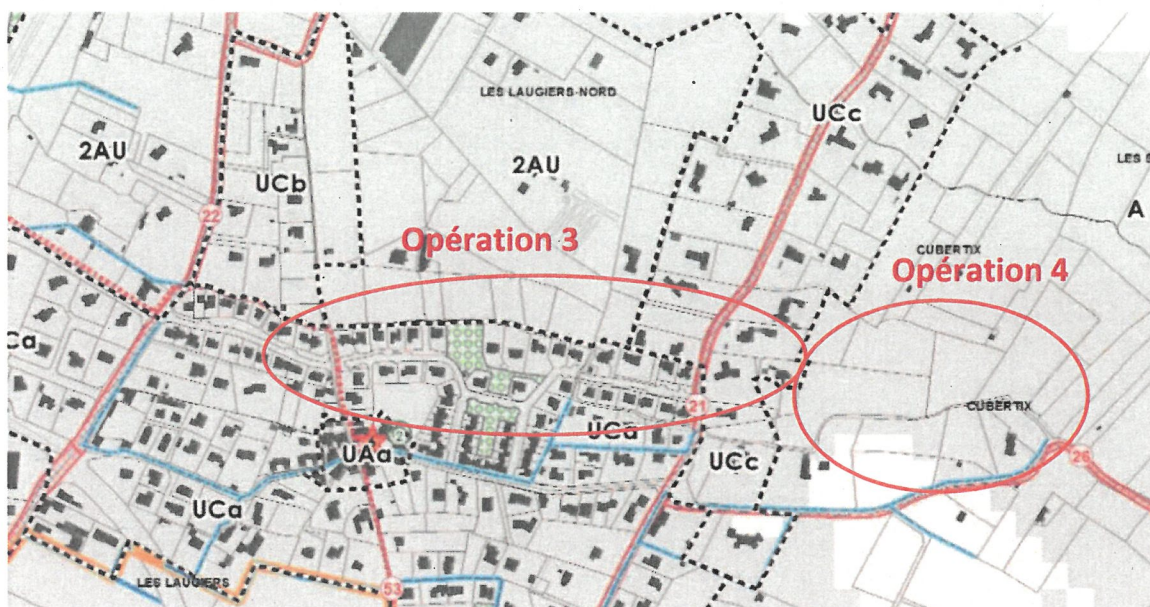 LES LAUGIERS-NORD
UCc
2AU
2AU
UCb
A
22
Opération 3
CUBERTIX
Opération 4
Ca
21
CUBERTIX
2
UCa
UAa
UCc
26
UCa
LES LAUGIERS
53
A